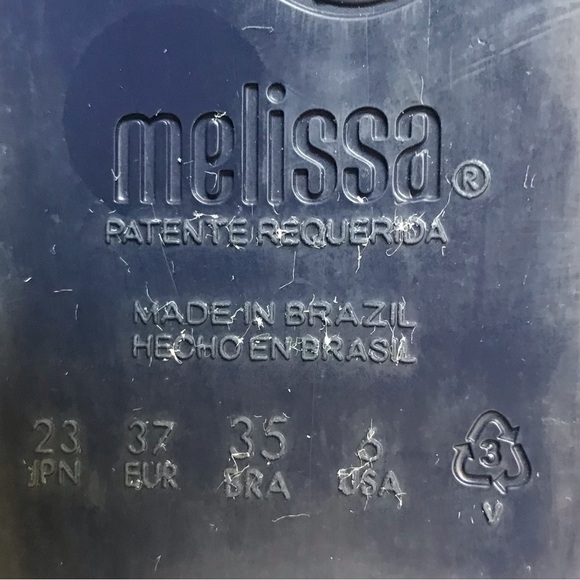 melissa®
PATENTE REQUERIDA
MADE IN BRAZIL
HECHO EN BRASIL
23 37 35 6 3
JPN EUR BRA USA V